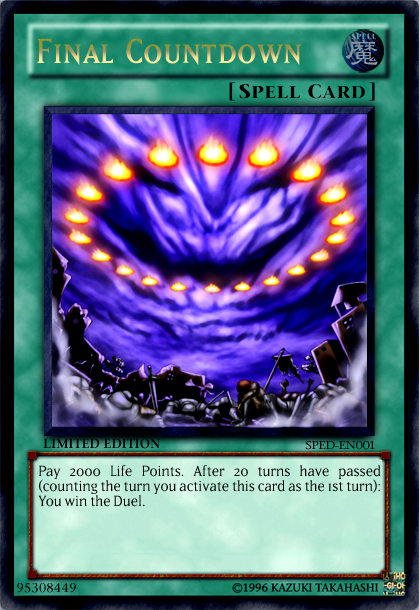 FINAL COUNTDOWN
SPELL
魔
[SPELL CARD]
LIMITED EDITION
SPED-EN001
Pay 2000 Life Points. After 20 turns have passed
(counting the turn you activate this card as the 1st turn):
You win the Duel.
95308449
©1996 KAZUKI TAKAHASHI